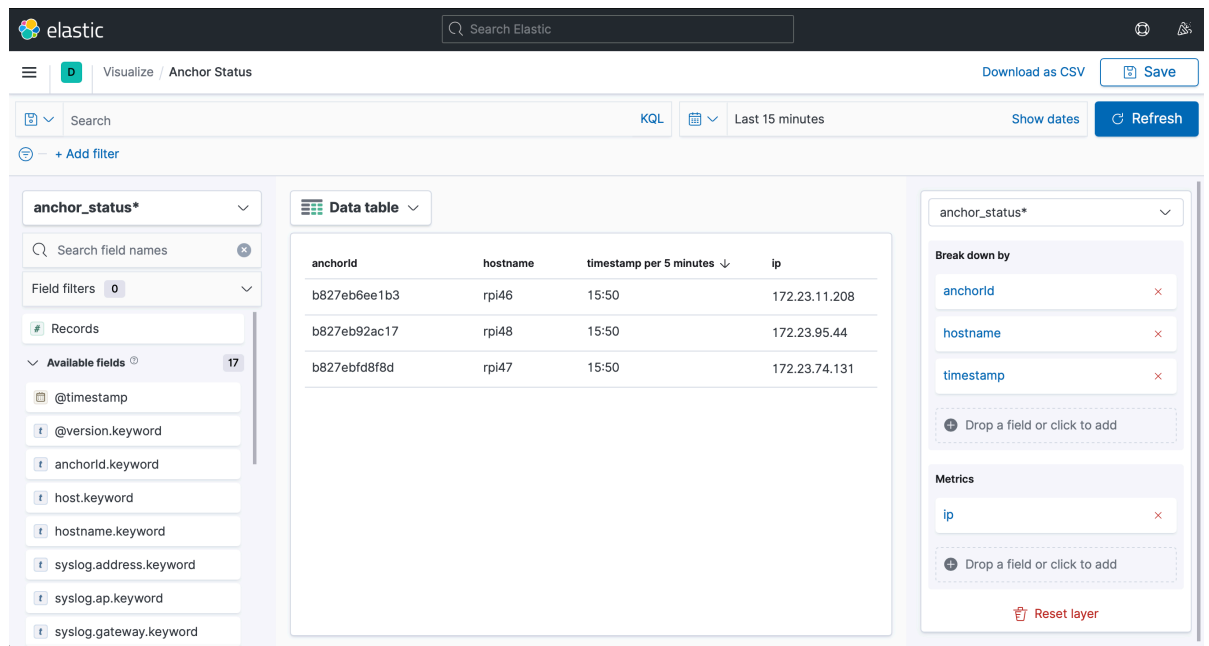 elastic
Search Elastic
D
Visualize / Anchor Status
Download as CSV
Save
Search
KQL
Last 15 minutes
Show dates
Refresh
+ Add filter
anchor_status*
Search field names
Field filters 0
# Records
Available fields 17
@timestamp
t @version.keyword
t anchorId.keyword
t host.keyword
t hostname.keyword
t syslog.address.keyword
t syslog.ap.keyword
t syslog.gateway.keyword
Data table
anchorId hostname timestamp per 5 minutes ip
b827eb6ee1b3 rpi46 15:50 172.23.11.208
b827eb92ac17 rpi48 15:50 172.23.95.44
b827ebfd8f8d rpi47 15:50 172.23.74.131
anchor_status*
Break down by
anchorId
hostname
timestamp
Drop a field or click to add
Metrics
ip
Drop a field or click to add
Reset layer